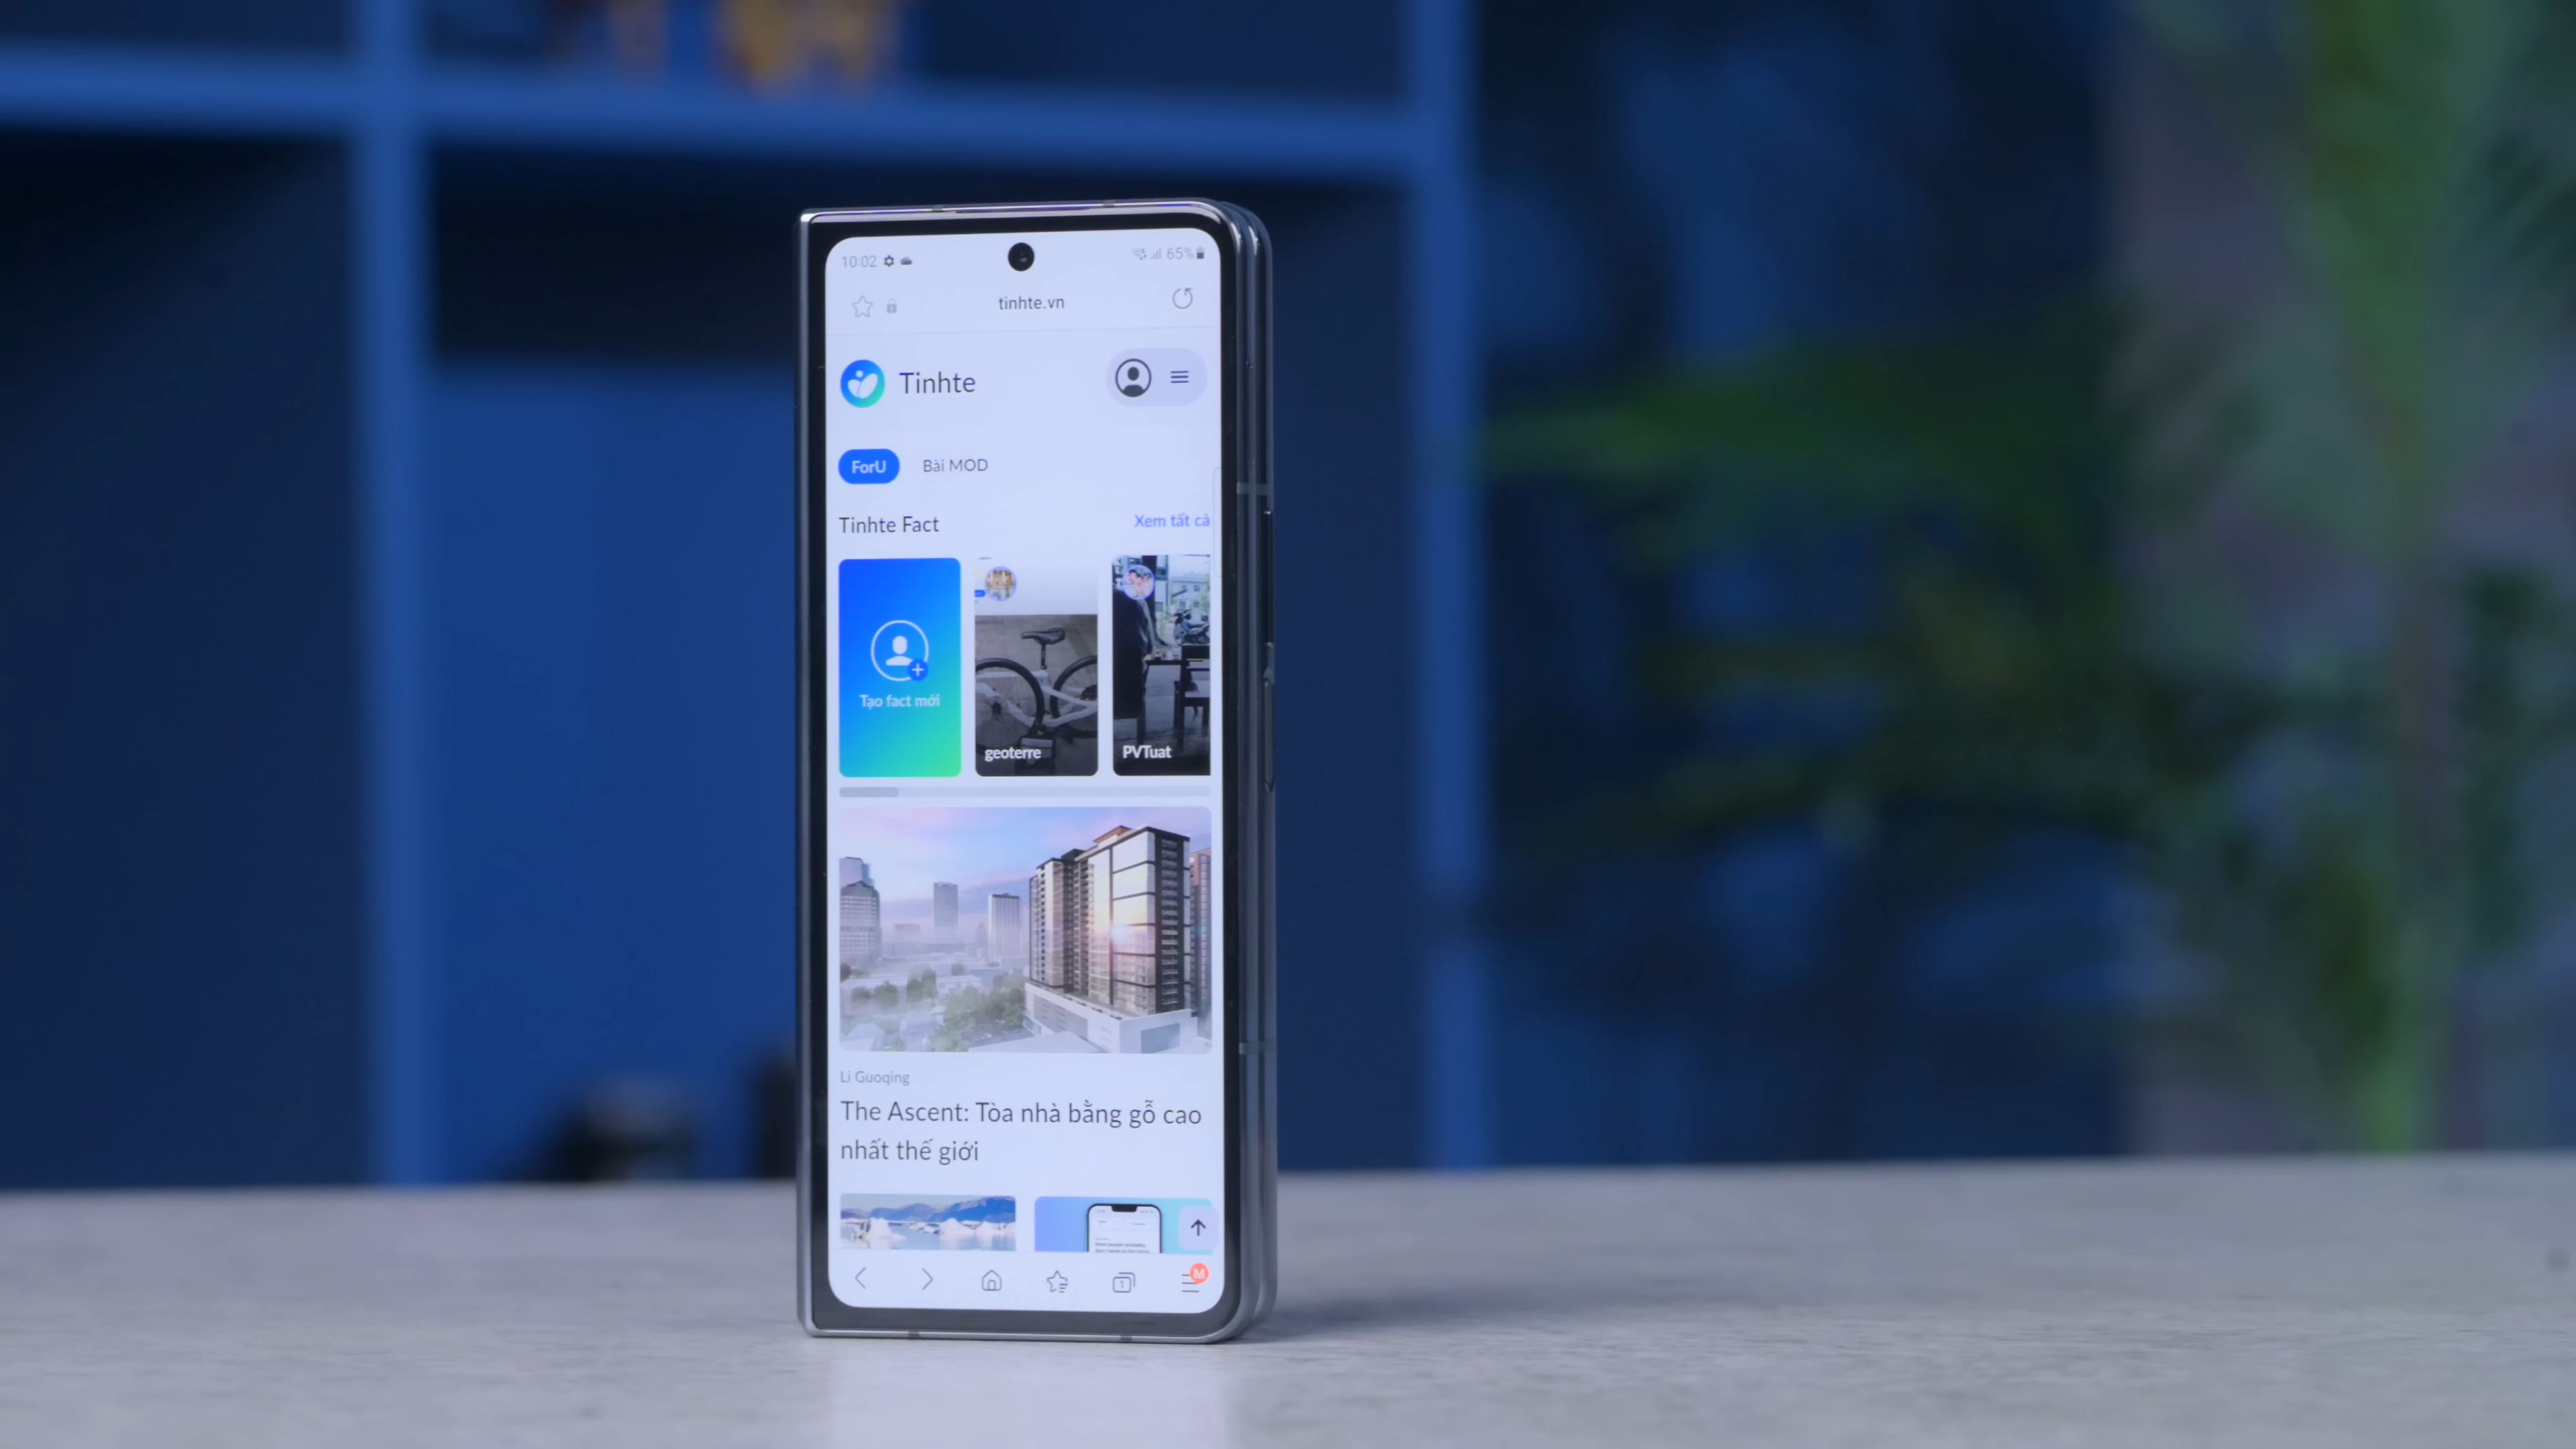 10:02
65%
tinhte.vn
Tinhte
ForU
Bài MOD
Tinhte Fact
Xem tất cả
Tạo fact mới
geoterre
PVTuat
Li Guoqing
The Ascent: Tòa nhà bằng gỗ cao
nhất thế giới
1
M